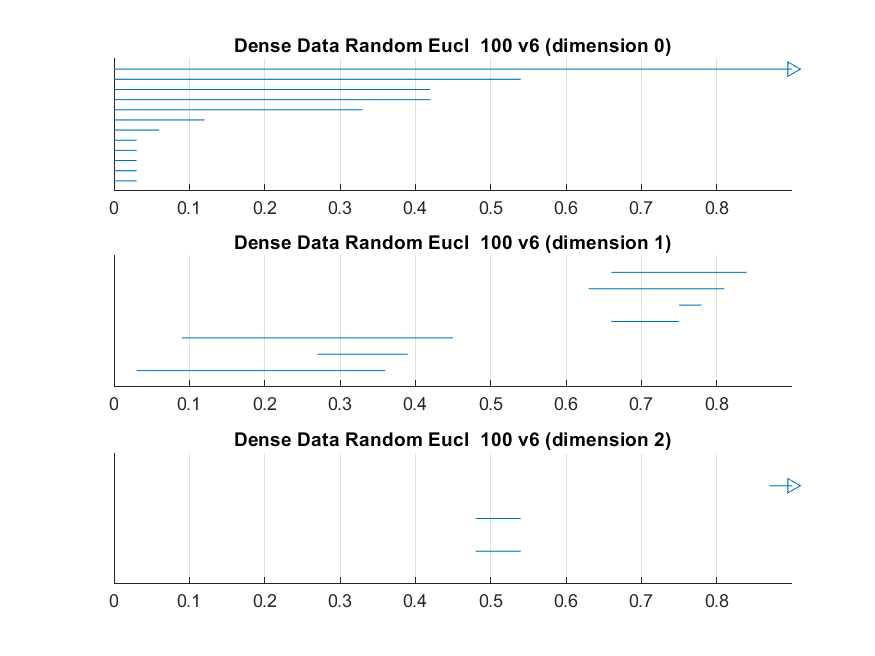 Dense Data Random Eucl  100 v6 (dimension 0)
0 0.1 0.2 0.3 0.4 0.5 0.6 0.7 0.8
Dense Data Random Eucl  100 v6 (dimension 1)
0 0.1 0.2 0.3 0.4 0.5 0.6 0.7 0.8
Dense Data Random Eucl  100 v6 (dimension 2)
0 0.1 0.2 0.3 0.4 0.5 0.6 0.7 0.8